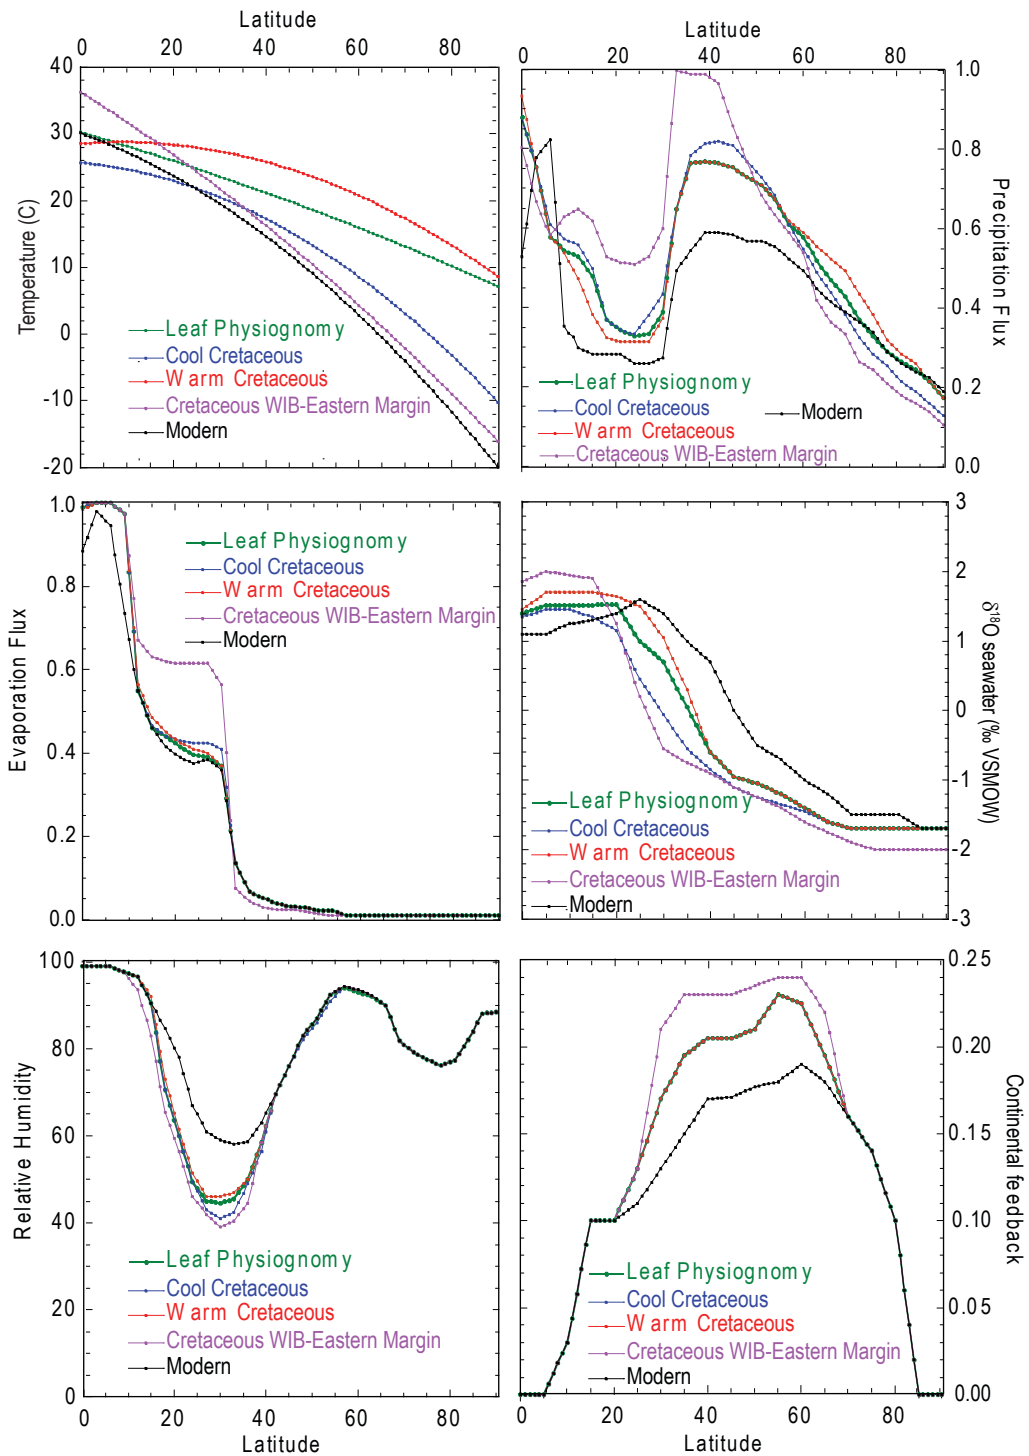 Latitude
0 20 40 60 80
40
30
20
10
0
-10
-20
Temperature (C)
Leaf Physiognomy
Cool Cretaceous
W arm Cretaceous
Cretaceous WIB-Eastern Margin
Modern
Latitude
0 20 40 60 80
1.0
0.8
0.6
0.4
0.2
0.0
Precipitation Flux
Leaf Physiognomy
Cool Cretaceous
Modern
W arm Cretaceous
Cretaceous WIB-Eastern Margin
1.0
0.8
0.6
0.4
0.2
0.0
Evaporation Flux
Leaf Physiognomy
Cool Cretaceous
W arm Cretaceous
Cretaceous WIB-Eastern Margin
Modern
3
2
1
0
-1
-2
-3
δ¹⁸O seawater (‰ VSMOW)
Leaf Physiognomy
Cool Cretaceous
W arm Cretaceous
Cretaceous WIB-Eastern Margin
Modern
100
80
60
40
20
0
Relative Humidity
Leaf Physiognomy
Cool Cretaceous
W arm Cretaceous
Cretaceous WIB-Eastern Margin
Modern
0 20 40 60 80
Latitude
0.25
0.20
0.15
0.10
0.05
0.00
Continental feedback
Leaf Physiognomy
Cool Cretaceous
W arm Cretaceous
Cretaceous WIB-Eastern Margin
Modern
0 20 40 60 80
Latitude